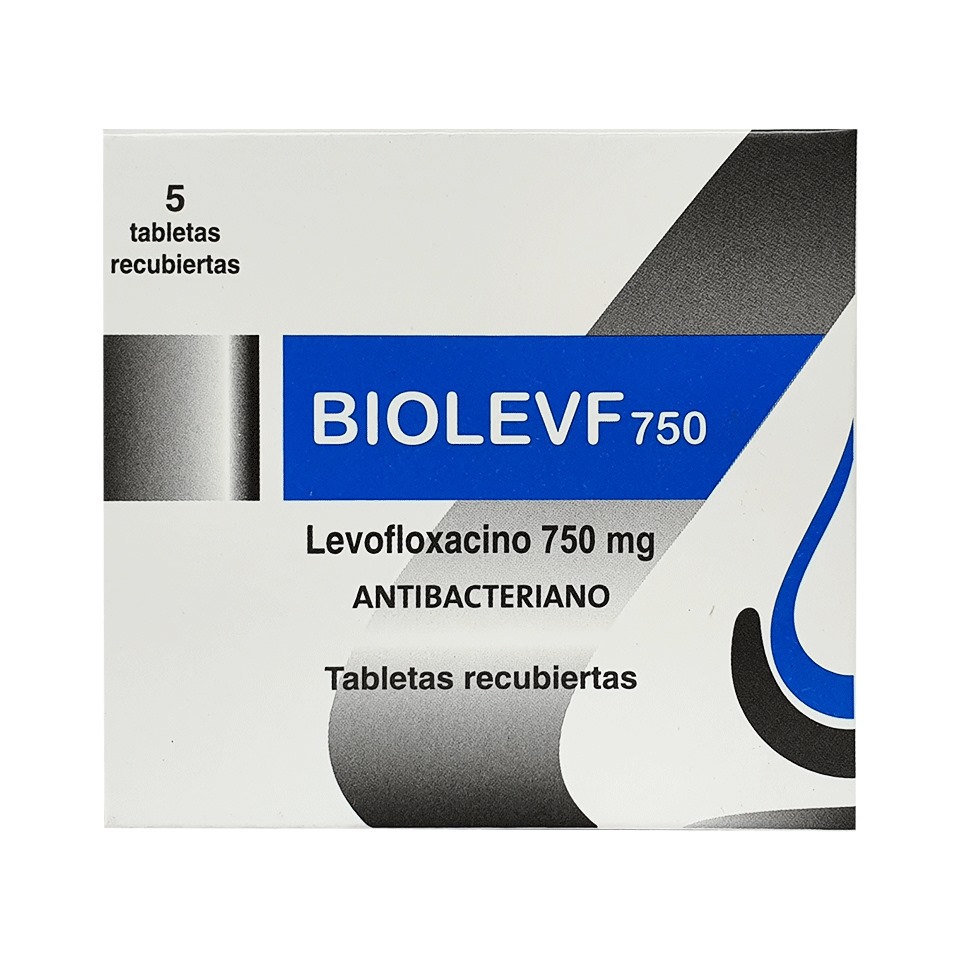 5
tabletas
recubiertas
BIOLEVF 750
Levofloxacino 750 mg
ANTIBACTERIANO
Tabletas recubiertas